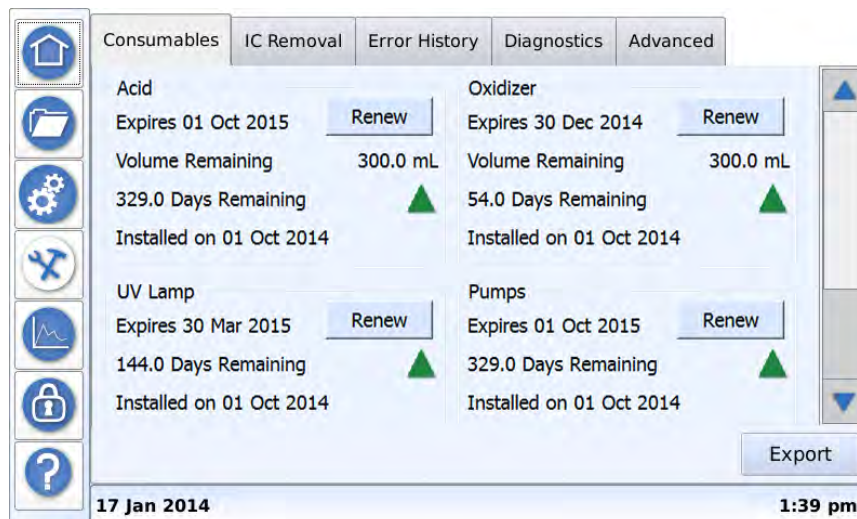 Consumables IC Removal Error History Diagnostics Advanced
Acid
Expires 01 Oct 2015 Renew
Volume Remaining 300.0 mL
329.0 Days Remaining
Installed on 01 Oct 2014
Oxidizer
Expires 30 Dec 2014 Renew
Volume Remaining 300.0 mL
54.0 Days Remaining
Installed on 01 Oct 2014
UV Lamp
Expires 30 Mar 2015 Renew
144.0 Days Remaining
Installed on 01 Oct 2014
Pumps
Expires 01 Oct 2015 Renew
329.0 Days Remaining
Installed on 01 Oct 2014
Export
?
17 Jan 2014 1:39 pm